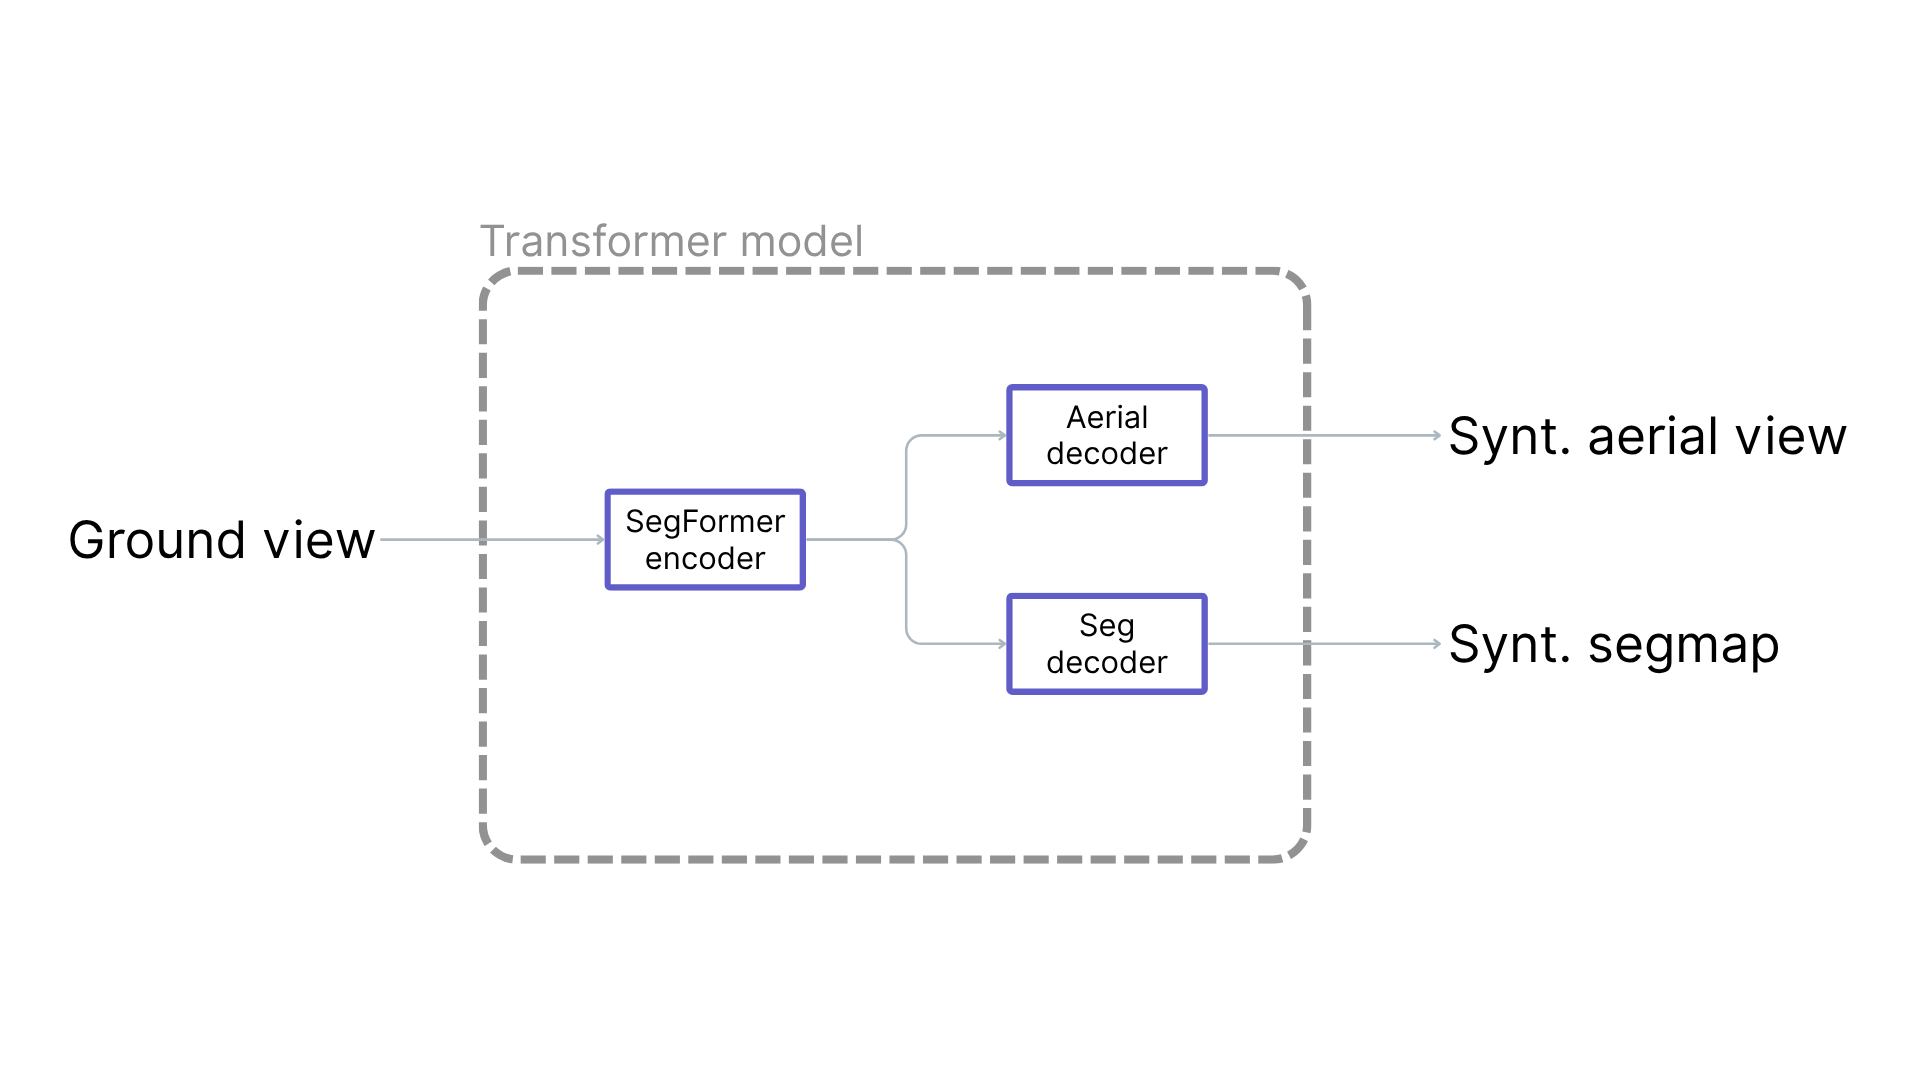 Transformer model
Ground view
SegFormer
encoder
Aerial
decoder
Seg
decoder
Synt. aerial view
Synt. segmap